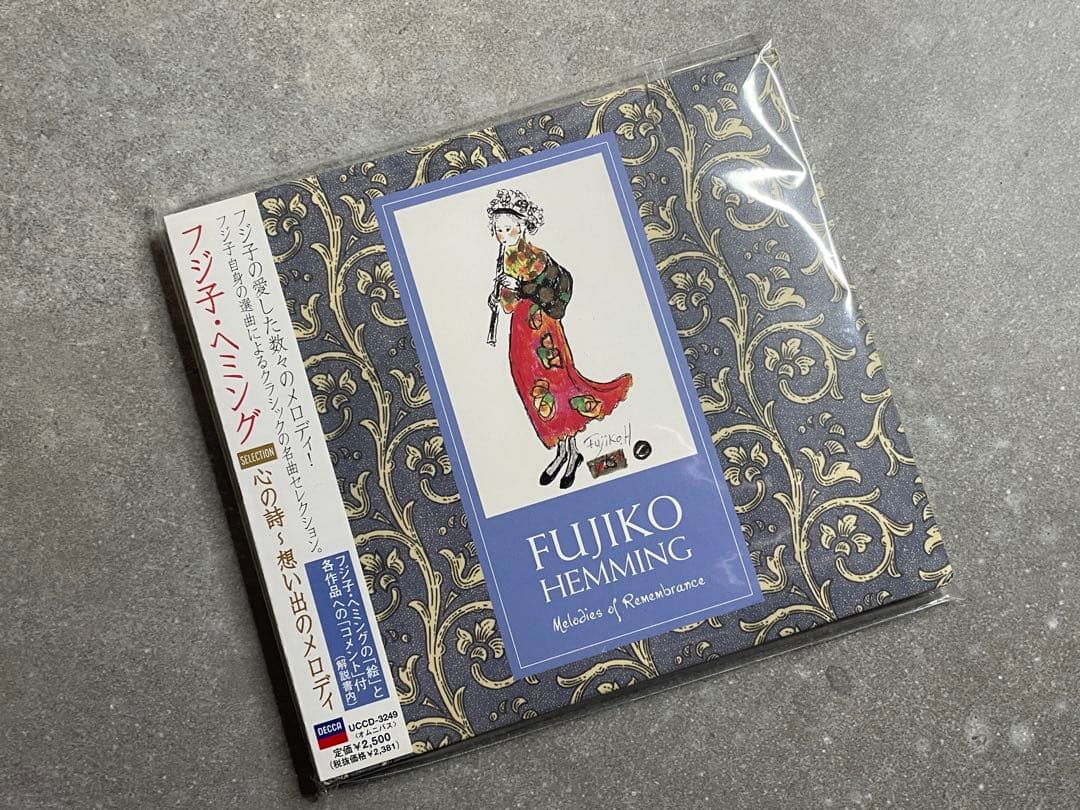 フジ子の愛した数々のメロディ!
フジ子自身の選曲によるクラシックの名曲セレクション。
フジ子・ヘミング
SELECTION
心の詩~想い出のメロディ
フジ子・ヘミングの「絵」と
各作品への「コメント」付
(解説書内)
DECCA
UCCD-3249
(オムニバス)
定価¥2,500
(税抜価格¥2,381)
Fujiko.H
FUJIKO
HEMMING
Melodies of Remembrance